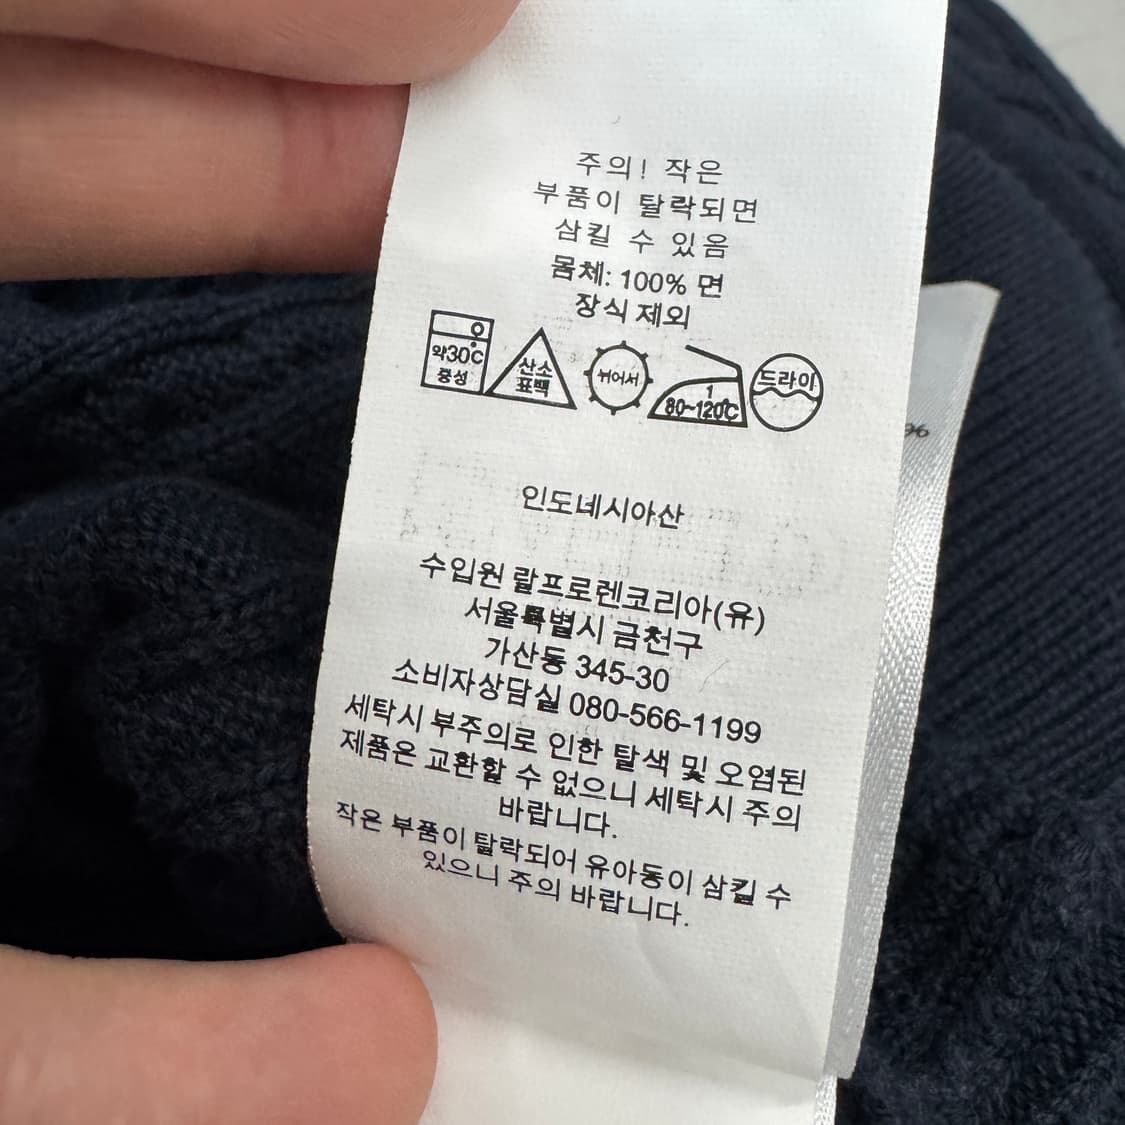 주의! 작은
부품이 탈락되면
삼킬 수 있음
몸체: 100% 면
장식 제외
약30℃
중성
산소
표백
뉘어서
1
80~120℃
드라이
인도네시아산
수입원 랄프로렌코리아(유)
서울특별시 금천구
가산동 345-30
소비자상담실 080-566-1199
세탁시 부주의로 인한 탈색 및 오염된
제품은 교환할 수 없으니 세탁시 주의
바랍니다.
작은 부품이 탈락되어 유아동이 삼킬 수
있으니 주의 바랍니다.